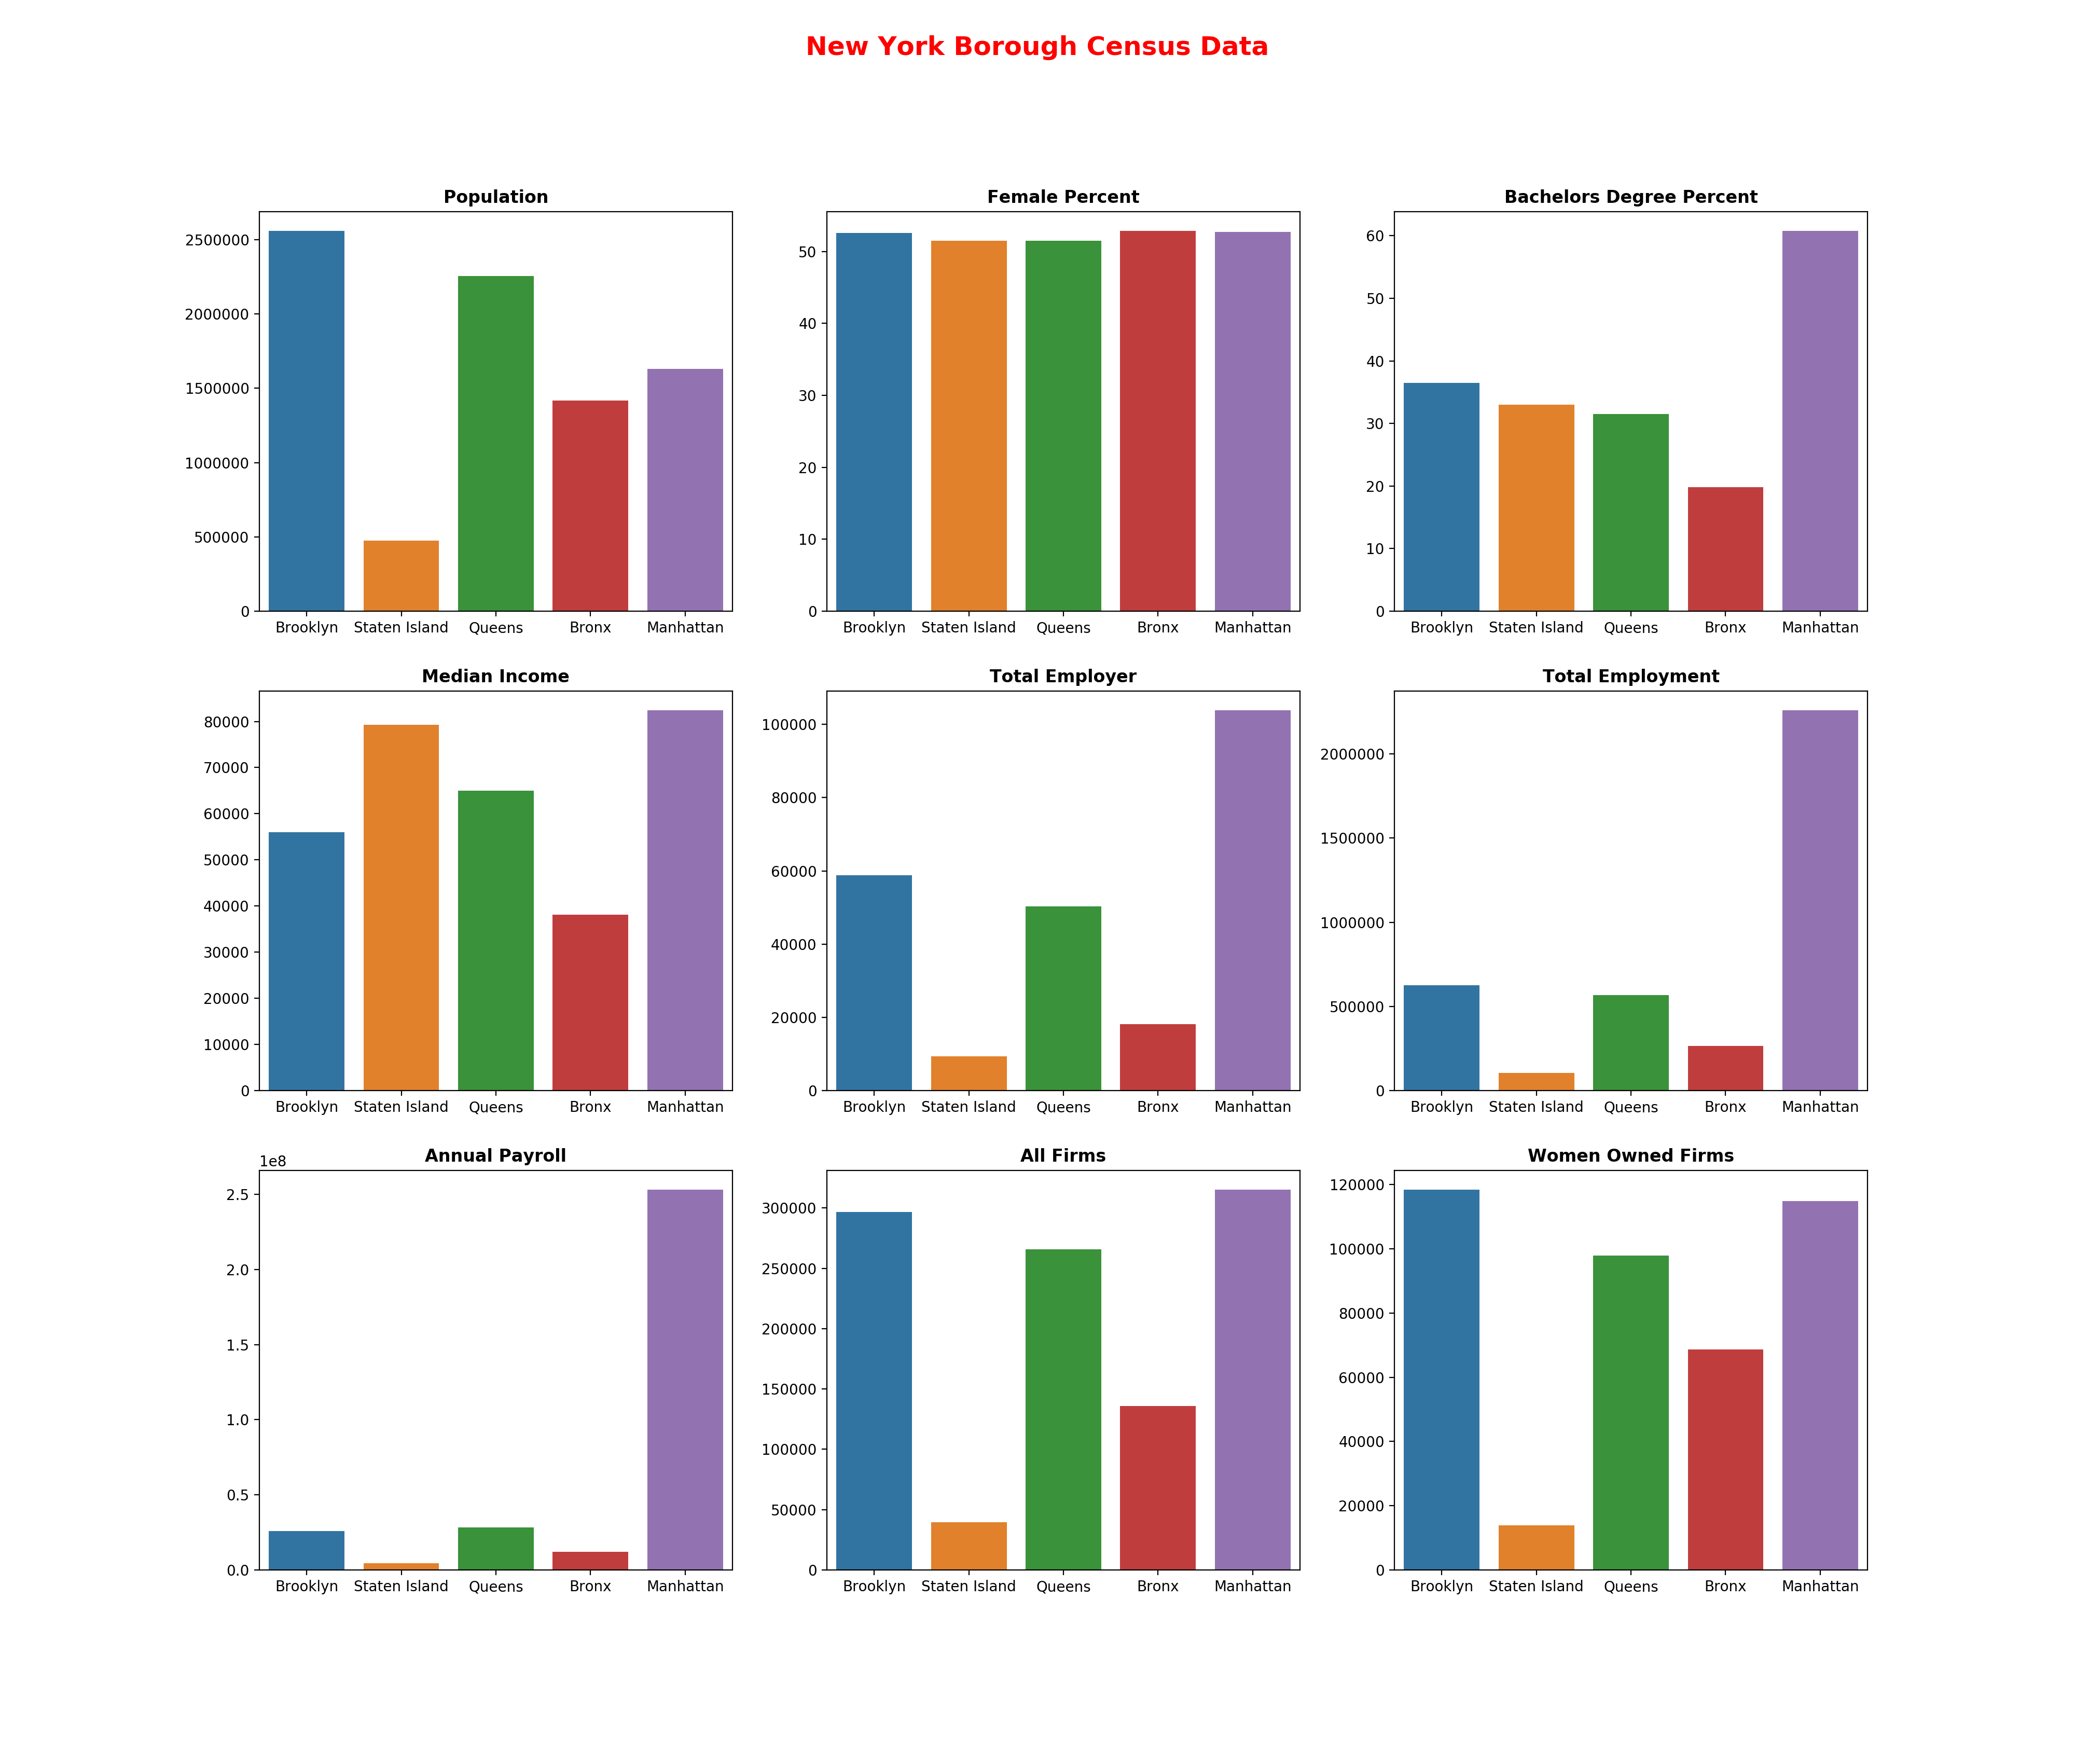 New York Borough Census Data
Population
2500000
2000000
1500000
1000000
500000
0
Brooklyn Staten Island Queens Bronx Manhattan
Female Percent
50
40
30
20
10
0
Brooklyn Staten Island Queens Bronx Manhattan
Bachelors Degree Percent
60
50
40
30
20
10
0
Brooklyn Staten Island Queens Bronx Manhattan
Median Income
80000
70000
60000
50000
40000
30000
20000
10000
0
Brooklyn Staten Island Queens Bronx Manhattan
Total Employer
100000
80000
60000
40000
20000
0
Brooklyn Staten Island Queens Bronx Manhattan
Total Employment
2000000
1500000
1000000
500000
0
Brooklyn Staten Island Queens Bronx Manhattan
Annual Payroll
1e8
2.5
2.0
1.5
1.0
0.5
0.0
Brooklyn Staten Island Queens Bronx Manhattan
All Firms
300000
250000
200000
150000
100000
50000
0
Brooklyn Staten Island Queens Bronx Manhattan
Women Owned Firms
120000
100000
80000
60000
40000
20000
0
Brooklyn Staten Island Queens Bronx Manhattan